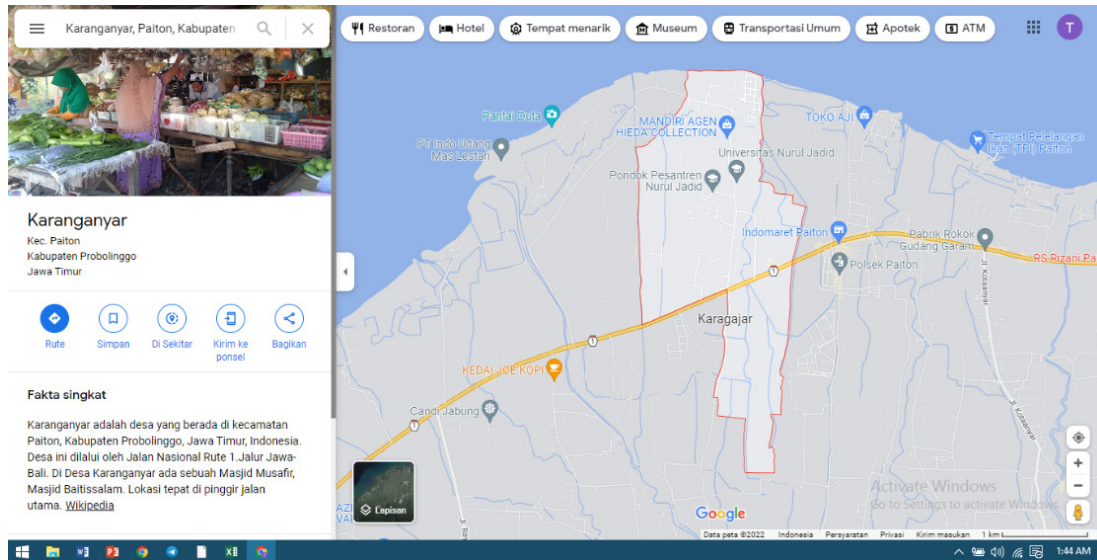 Karanganyar, Paiton, Kabupaten
Restoran
Hotel
Tempat menarik
Museum
Transportasi Umum
Apotek
ATM
T
Karanganyar
Kec. Paiton
Kabupaten Probolinggo
Jawa Timur
Rute
Simpan
Di Sekitar
Kirim ke
ponsel
Bagikan
Fakta singkat
Karanganyar adalah desa yang berada di kecamatan
Paiton, Kabupaten Probolinggo, Jawa Timur, Indonesia.
Desa ini dilalui oleh Jalan Nasional Rute 1.Jalur Jawa-
Bali. Di Desa Karanganyar ada sebuah Masjid Musafir,
Masjid Baitissalam. Lokasi tepat di pinggir jalan
utama. Wikipedia
Pantai Duta
PT Indo Udang
Mas Lestari
MANDIRI AGEN
HIEDA COLLECTION
TOKO AJI
Tempat Pelelangan
Ikan (TPI) Paiton
Universitas Nurul Jadid
Pondok Pesantren
Nurul Jadid
Indomaret Paiton
Pabrik Rokok
Gudang Garam
RS Rizani Pa
Polsek Paiton
Jl. Kotaanyar
1
Karagajar
1
KEDAI JOE KOPI
Candi Jabung
1
Jl. Kotaanyar
Lapisan
Google
Activate Windows
Go to Settings to activate Windows.
Data peta ©2022
Indonesia
Persyaratan
Privasi
Kirim masukan
1 km
1:44 AM